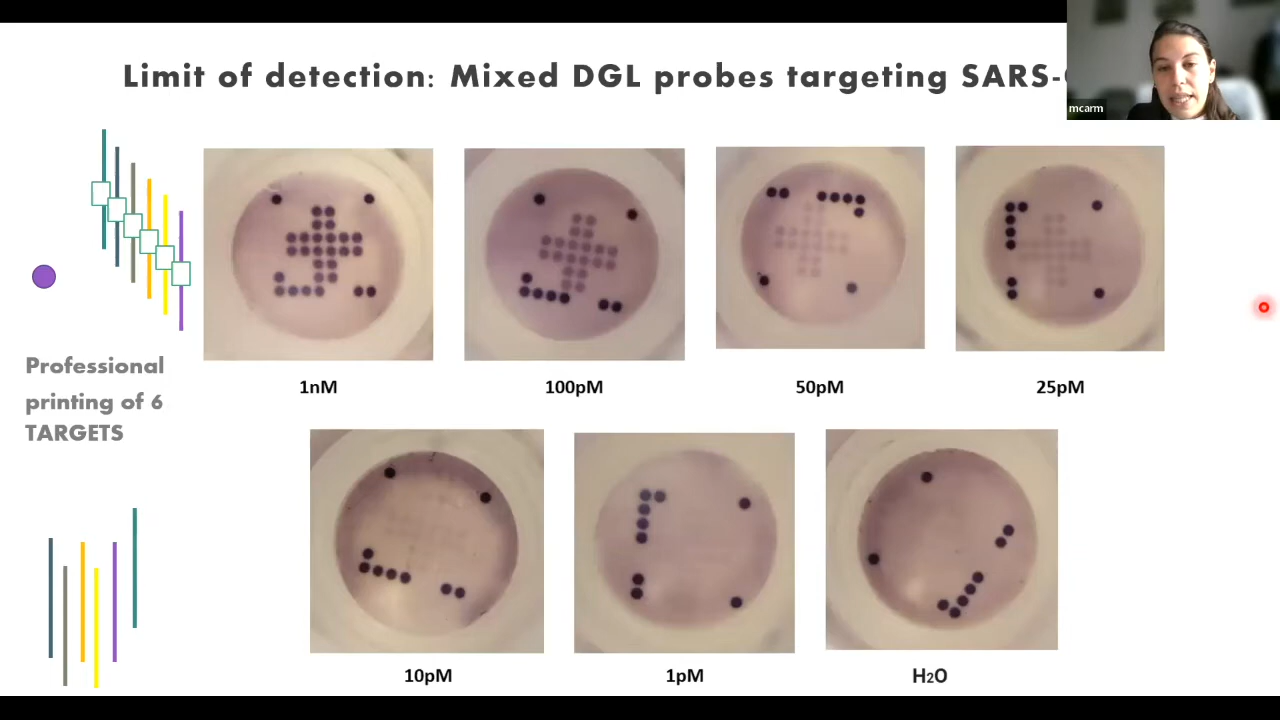 Limit of detection: Mixed DGL probes targeting SARS-
mcarm
1nM
100pM
50pM
25pM
Professional
printing of 6
TARGETS
10pM
1pM
H2O